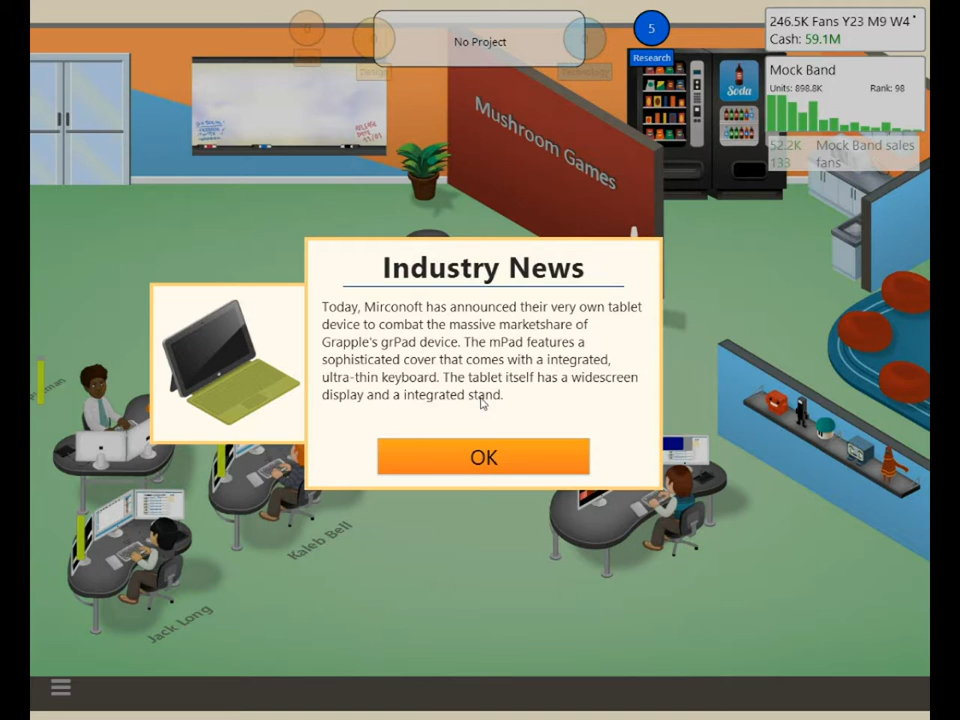 No Project
5
Research
246.5K Fans Y23 M9 W4
Cash: 59.1M
Mock Band
Units: 898.8K Rank: 98
52.2K Mock Band sales
133 fans
Soda
RELEASE
DATE
Mushroom Games
Industry News
Today, Mirconoft has announced their very own tablet
device to combat the massive marketshare of
Grapple's grPad device. The mPad features a
sophisticated cover that comes with a integrated,
ultra-thin keyboard. The tablet itself has a widescreen
display and a integrated stand.
OK
Kaleb Bell
Jack Long